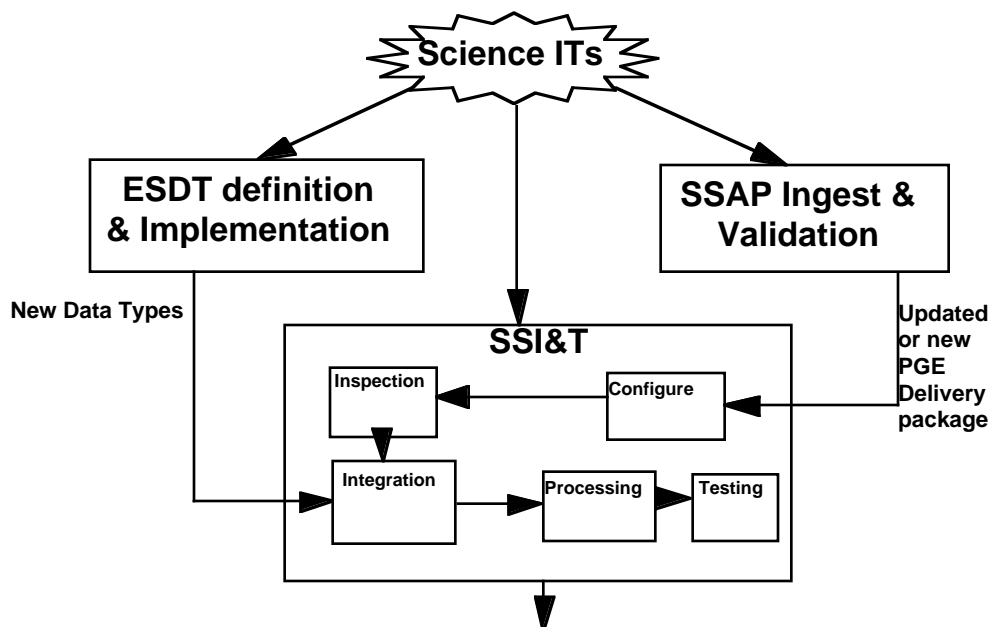 Science ITs
ESDT definition
& Implementation
SSAP Ingest &
Validation
New Data Types
Updated
or new
PGE
Delivery
package
SSI&T
Inspection
Configure
Integration
Processing
Testing